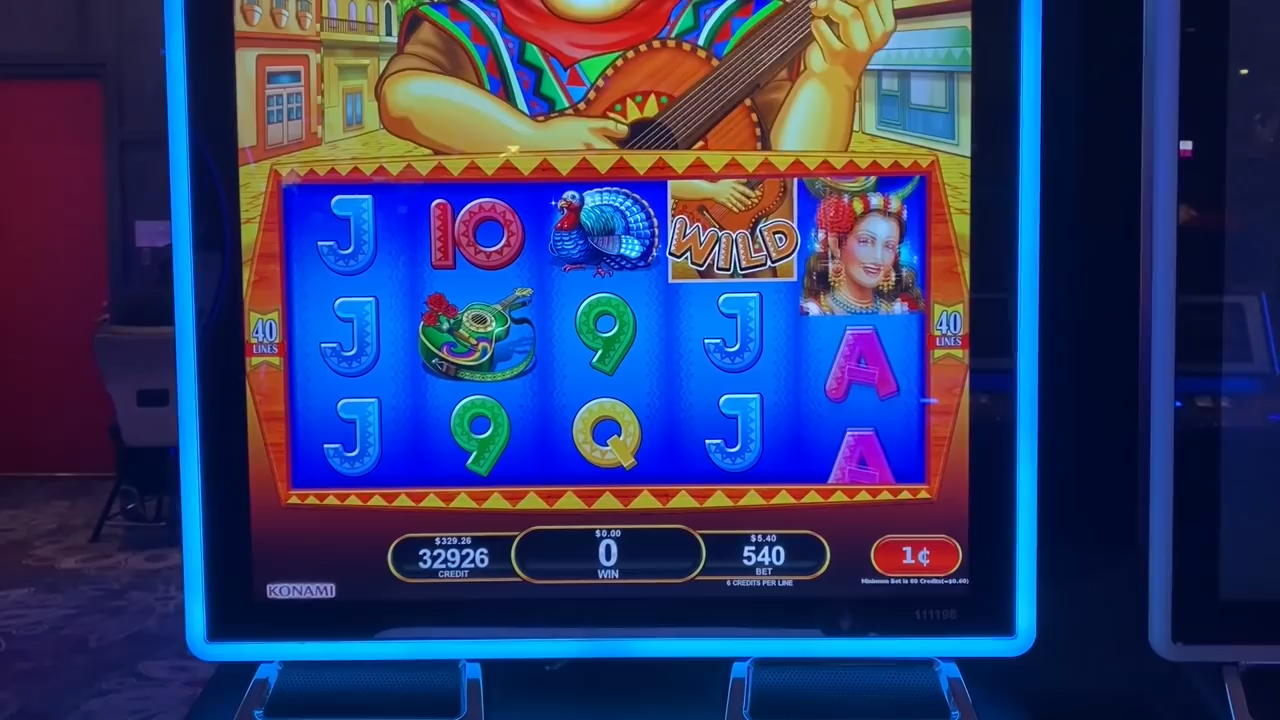 J 10 WILD
J 9 J A
J 9 Q J A
40 LINES
40 LINES
$329.26
32926
CREDIT
$0.00
0
WIN
$5.40
540
BET
6 CREDITS PER LINE
1¢
Minimum Bet is 60 Credits(=$0.60)
KONAMI
111198